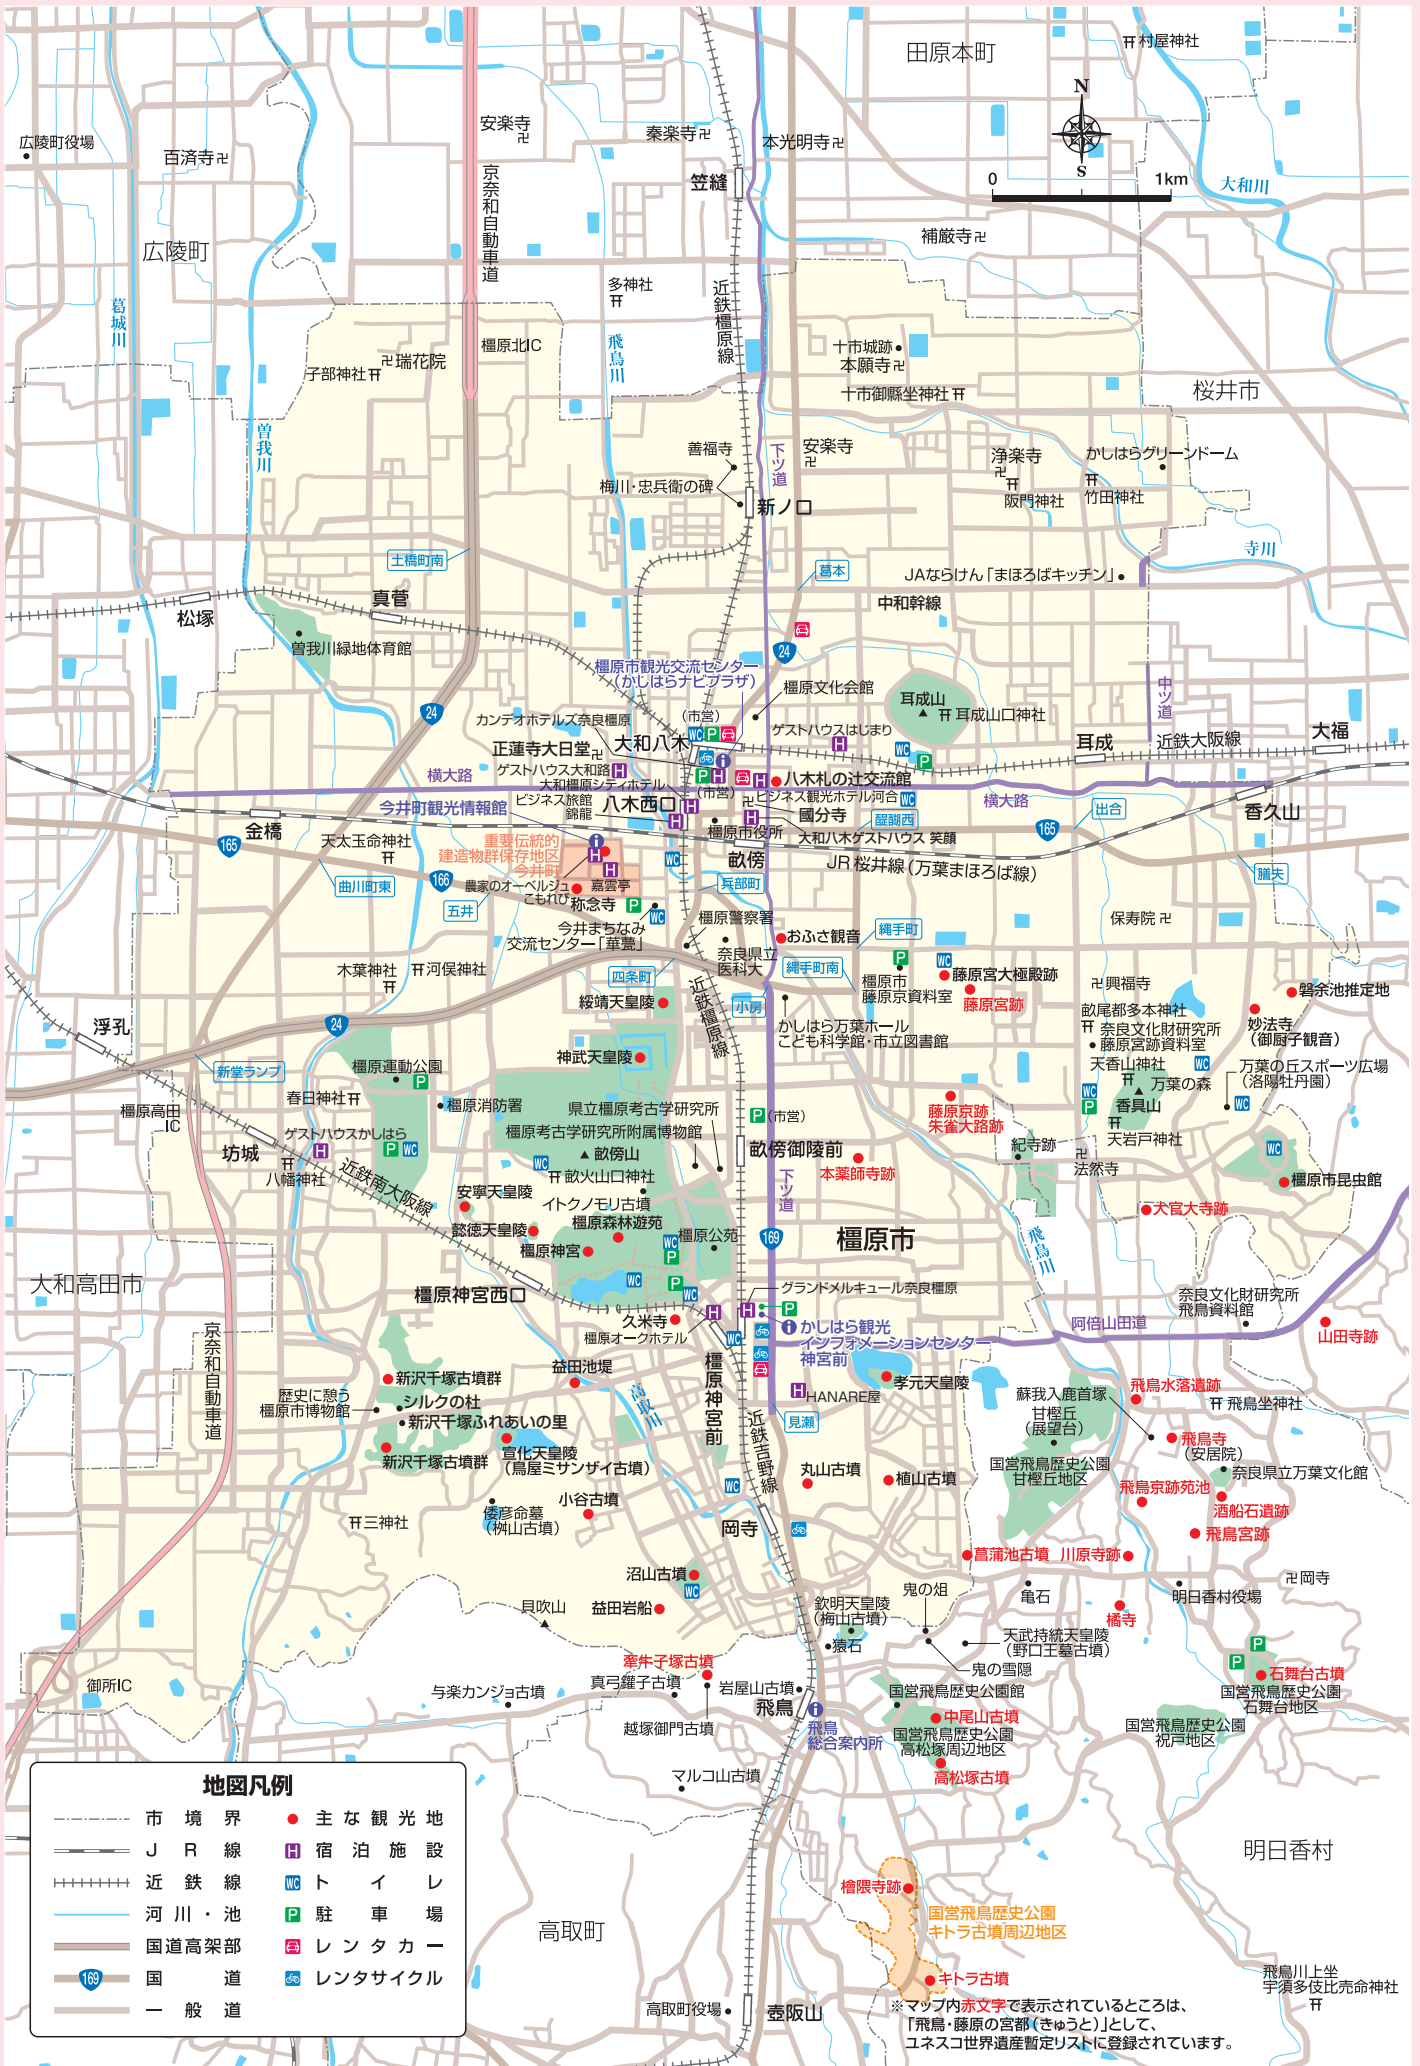 田原本町
村屋神社
N
S
0
1km
広陵町役場
百済寺
安楽寺
秦楽寺
本光明寺
笠縫
大和川
京奈和自動車道
補厳寺
広陵町
葛城川
多神社
近鉄橿原線
飛鳥川
橿原北IC
瑞花院
子部神社
十市城跡
本願寺
十市御縣坐神社
桜井市
曽我川
善福寺
下ツ道
安楽寺
浄楽寺
かしはらグリーンドーム
梅川・忠兵衛の碑
阪門神社
竹田神社
新ノ口
寺川
土橋町南
葛本
JAならけん「まほろばキッチン」
中和幹線
松塚
真菅
曽我川緑地体育館
24
橿原市観光交流センター
(かしはらナビプラザ)
橿原文化会館
耳成山
耳成山口神社
中ツ道
24
カンデオホテルズ奈良橿原
(市営)
WC
P
ゲストハウスはじまり
H
WC
P
正蓮寺大日堂
大和八木
耳成
近鉄大阪線
大福
ゲストハウス大和路
H
横大路
大和橿原シティホテル
P
H
H
八木札の辻交流館
(市営)
ビジネス旅館
錦龍
八木西口
H
H
ビジネス観光ホテル河合
WC
横大路
出合
香久山
今井町観光情報館
H
國分寺
醍醐西
金橋
165
天太玉命神社
重要伝統的
建造物群保存地区
今井町
橿原市役所
大和八木ゲストハウス 笑顔
165
畝傍
JR桜井線(万葉まほろば線)
H
H
WC
膳夫
曲川町東
166
農家のオーベルジュ
こもれび
嘉雲亭
兵部町
五井
称念寺
P
WC
橿原警察署
保寿院
今井まちなみ
交流センター「華甍」
おふさ観音
縄手町
奈良県立
医科大
P
WC
木葉神社
河俣神社
四条町
縄手町南
橿原市
藤原京資料室
藤原宮大極殿跡
藤原宮跡
興福寺
磐余池推定地
綏靖天皇陵
近鉄橿原線
小房
畝尾都多本神社
妙法寺
(御厨子観音)
浮孔
24
かしはら万葉ホール
こども科学館・市立図書館
奈良文化財研究所
藤原宮跡資料室
神武天皇陵
新堂ランプ
橿原運動公園
P
天香山神社
WC
万葉の丘スポーツ広場
(洛陽牡丹園)
万葉の森
WC
P
WC
橿原高田
IC
春日神社
橿原消防署
県立橿原考古学研究所
P
(市営)
藤原京跡
朱雀大路跡
香具山
橿原考古学研究所附属博物館
ゲストハウスかしはら
H
P
WC
坊城
近鉄南大阪線
畝傍山
畝傍御陵前
紀寺跡
天岩戸神社
WC
八幡神社
WC
畝火山口神社
本薬師寺跡
法然寺
橿原市昆虫館
安寧天皇陵
イトクノモリ古墳
下ツ道
大官大寺跡
懿徳天皇陵
橿原森林遊苑
橿原公苑
169
橿原市
飛鳥川
橿原神宮
WC
P
大和高田市
WC
P
WC
グランドメルキュール奈良橿原
橿原神宮西口
H
H
P
奈良文化財研究所
飛鳥資料館
久米寺
橿原オークホテル
WC
かしはら観光
インフォメーションセンター
神宮前
阿倍山田道
山田寺跡
京奈和自動車道
益田池堤
橿原神宮前
新沢千塚古墳群
歴史に憩う
橿原市博物館
シルクの杜
新沢千塚ふれあいの里
高取川
近鉄吉野線
H
HANARE屋
見瀬
孝元天皇陵
蘇我入鹿首塚
甘樫丘
(展望台)
飛鳥水落遺跡
飛鳥坐神社
飛鳥寺
(安居院)
新沢千塚古墳群
宣化天皇陵
(鳥屋ミサンザイ古墳)
丸山古墳
植山古墳
国営飛鳥歴史公園
甘樫丘地区
奈良県立万葉文化館
倭彦命墓
(桝山古墳)
小谷古墳
WC
飛鳥京跡苑池
酒船石遺跡
三神社
岡寺
飛鳥宮跡
菖蒲池古墳
川原寺跡
沼山古墳
WC
鬼の俎
亀石
岡寺
貝吹山
益田岩船
欽明天皇陵
(梅山古墳)
明日香村役場
橘寺
猿石
天武持統天皇陵
(野口王墓古墳)
牽牛子塚古墳
鬼の雪隠
P
P
石舞台古墳
御所IC
与楽カンジョ古墳
真弓鑵子古墳
岩屋山古墳
国営飛鳥歴史公園館
国営飛鳥歴史公園
石舞台地区
越塚御門古墳
飛鳥
中尾山古墳
国営飛鳥歴史公園
高松塚周辺地区
国営飛鳥歴史公園
祝戸地区
飛鳥
総合案内所
マルコ山古墳
高松塚古墳
地図凡例
市境界
主な観光地
JR線
H
宿泊施設
近鉄線
WC
トイレ
河川・池
P
駐車場
国道高架部
レンタカー
169
国道
レンタサイクル
一般道
明日香村
高取町
檜隈寺跡
国営飛鳥歴史公園
キトラ古墳周辺地区
キトラ古墳
飛鳥川上坐
宇須多伎比売命神社
高取町役場
壺阪山
※マップ内赤文字で表示されているところは、
「飛鳥・藤原の宮都(きゅうと)」として、
ユネスコ世界遺産暫定リストに登録されています。